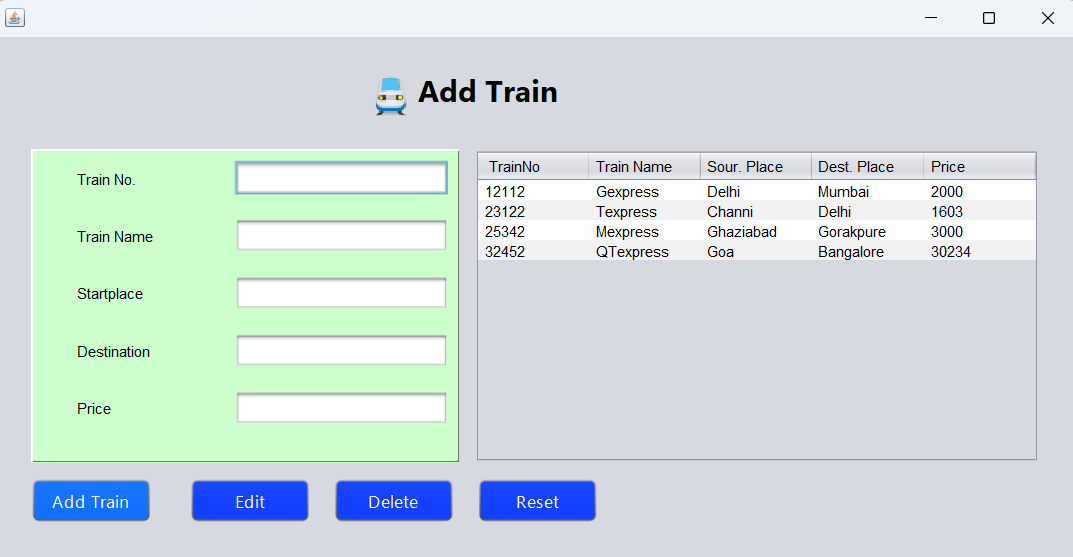 Add Train
Train No.
Train Name
Startplace
Destination
Price
TrainNo Train Name Sour. Place Dest. Place Price
12112 Gexpress Delhi Mumbai 2000
23122 Texpress Channi Delhi 1603
25342 Mexpress Ghaziabad Gorakpure 3000
32452 QTexpress Goa Bangalore 30234
Add Train Edit Delete Reset